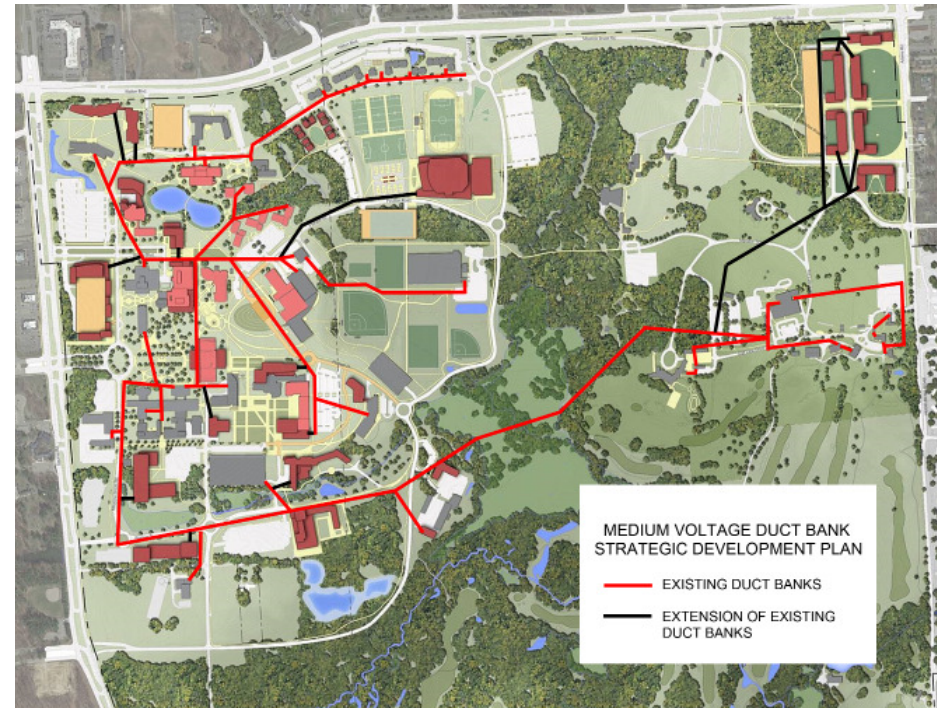 MEDIUM VOLTAGE DUCT BANK
STRATEGIC DEVELOPMENT PLAN
EXISTING DUCT BANKS
EXTENSION OF EXISTING
DUCT BANKS